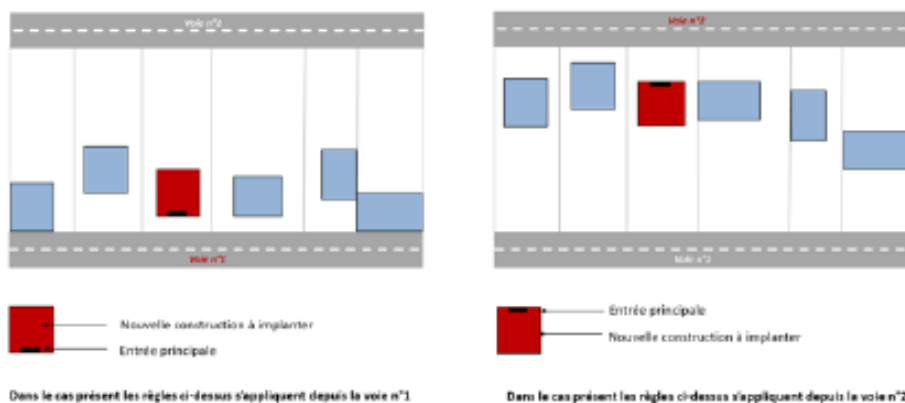 Voie n°2
Voie n°1
Nouvelle construction à implanter
Entrée principale
Dans le cas présent les règles ci-dessus s'appliquent depuis la voie n°1
Voie n°2
Voie n°1
Entrée principale
Nouvelle construction à implanter
Dans le cas présent les règles ci-dessus s'appliquent depuis la voie n°2